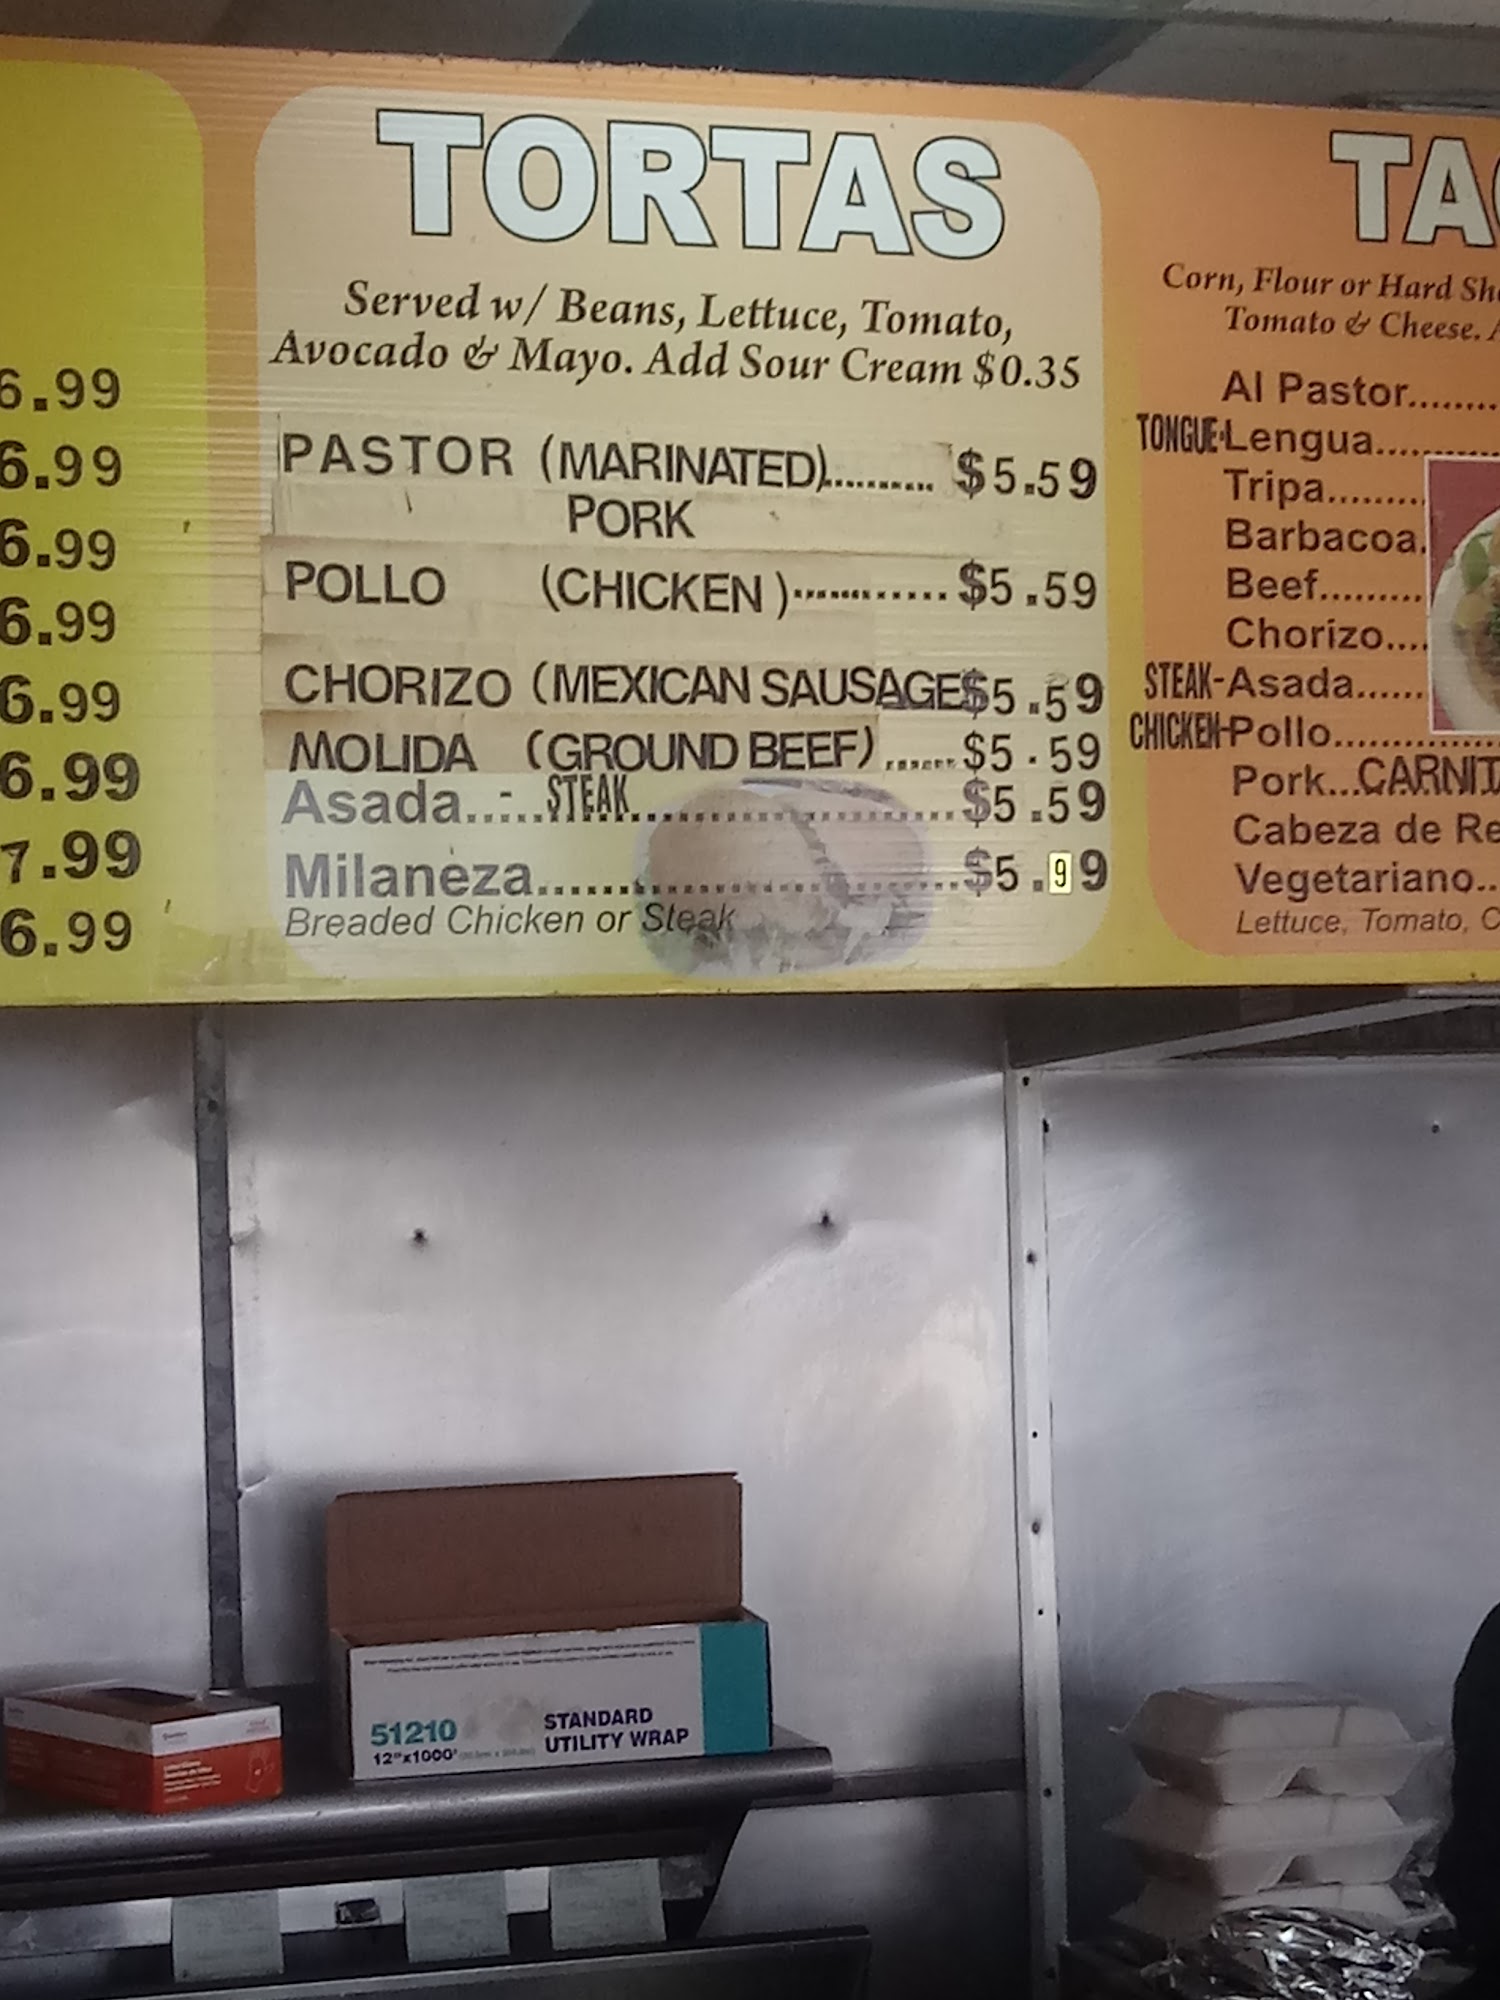 6.99
6.99
6.99
6.99
6.99
6.99
7.99
6.99
TORTAS
Served w/ Beans, Lettuce, Tomato,
Avocado & Mayo. Add Sour Cream $0.35
PASTOR (MARINATED).......... $5.59
PORK
POLLO (CHICKEN)............ $5.59
CHORIZO (MEXICAN SAUSAGE $5.59
MOLIDA (GROUND BEEF) ...... $5.59
Asada..-..STEAK........................$5.59
Milaneza................................$5.99
Breaded Chicken or Steak
Corn, Flour or Hard
Tomato & Cheese.
Al Pastor.........
TONGUE-Lengua..........
Tripa.........
Barbacoa.
Beef.........
Chorizo....
STEAK-Asada......
CHICKEN-Pollo..............
Pork...
Cabeza de
Vegetariano..
Lettuce, Tomato,
51210
12"x1000'
STANDARD
UTILITY WRAP